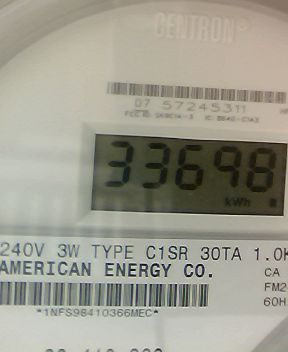 CENTRON®
07 57245311
33698
kWh
240V 3W TYPE C1SR 30TA 1.0K
AMERICAN ENERGY CO.
CA
FM2
60H
*1NFS98410366MEC*